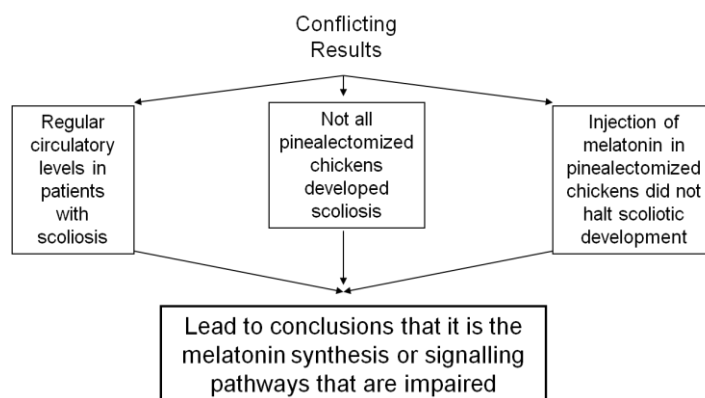 Conflicting
Results
Regular
circulatory
levels in
patients
with
scoliosis
Not all
pinealectomized
chickens
developed
scoliosis
Injection of
melatonin in
pinealectomized
chickens did not
halt scoliotic
development
Lead to conclusions that it is the
melatonin synthesis or signalling
pathways that are impaired